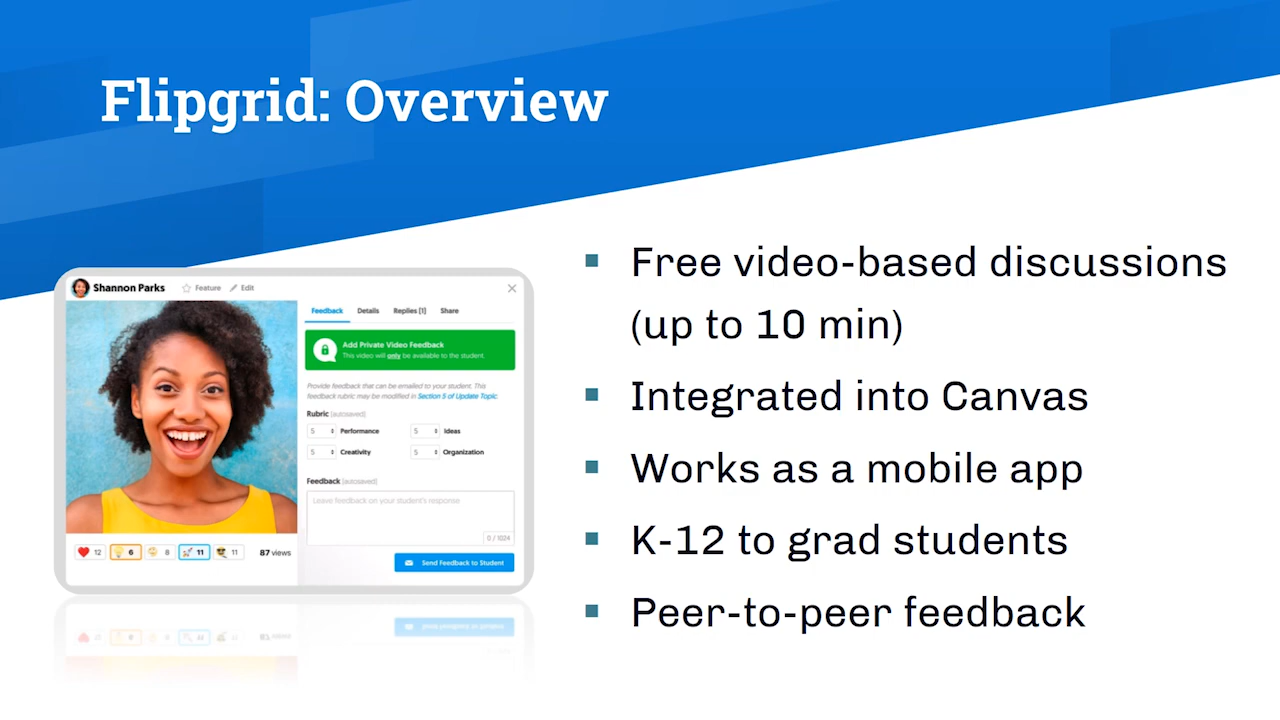 Flipgrid: Overview
Shannon Parks
Feature
Edit
Feedback
Details
Replies (1)
Share
Add Private Video Feedback
This video will only be available to the student.
Provide feedback that can be emailed to your student. This
feedback rubric may be modified in Section 5 of Update Topic.
Rubric (autosaved)
5 Performance
5 Ideas
5 Creativity
5 Organization
Feedback (autosaved)
Leave feedback on your student's response
0 / 1024
Send Feedback to Student
12
6
8
11
11
87 views
Free video-based discussions
(up to 10 min)
Integrated into Canvas
Works as a mobile app
K-12 to grad students
Peer-to-peer feedback